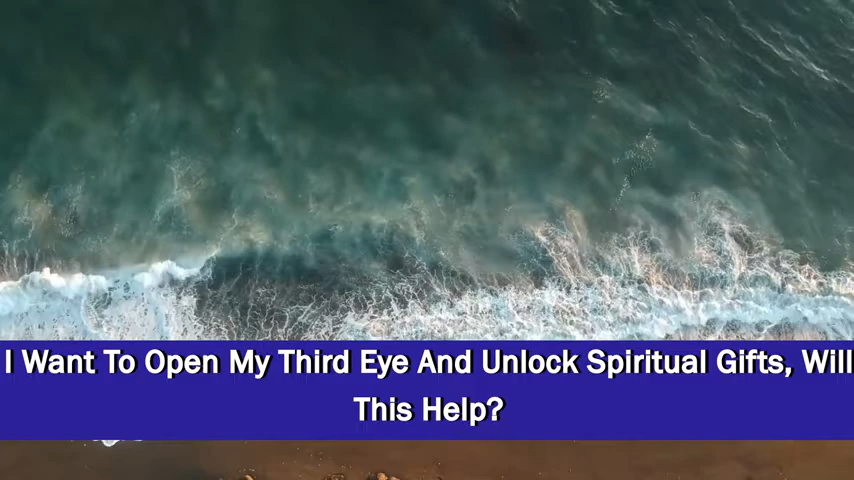 I Want To Open My Third Eye And Unlock Spiritual Gifts, Will
This Help?